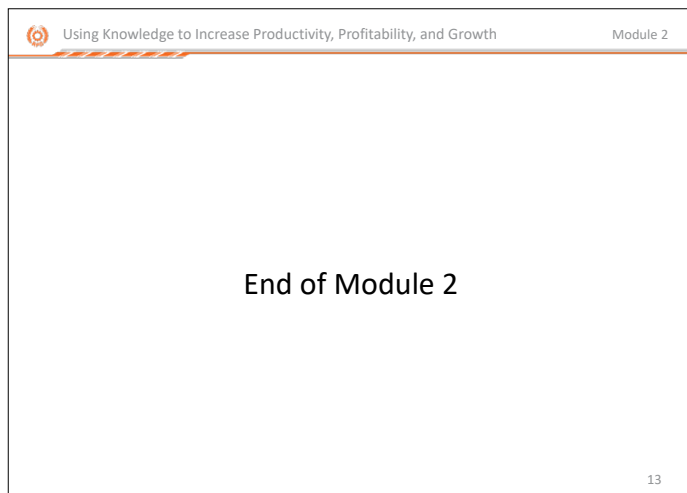 Using Knowledge to Increase Productivity, Profitability, and Growth Module 2
End of Module 2
13